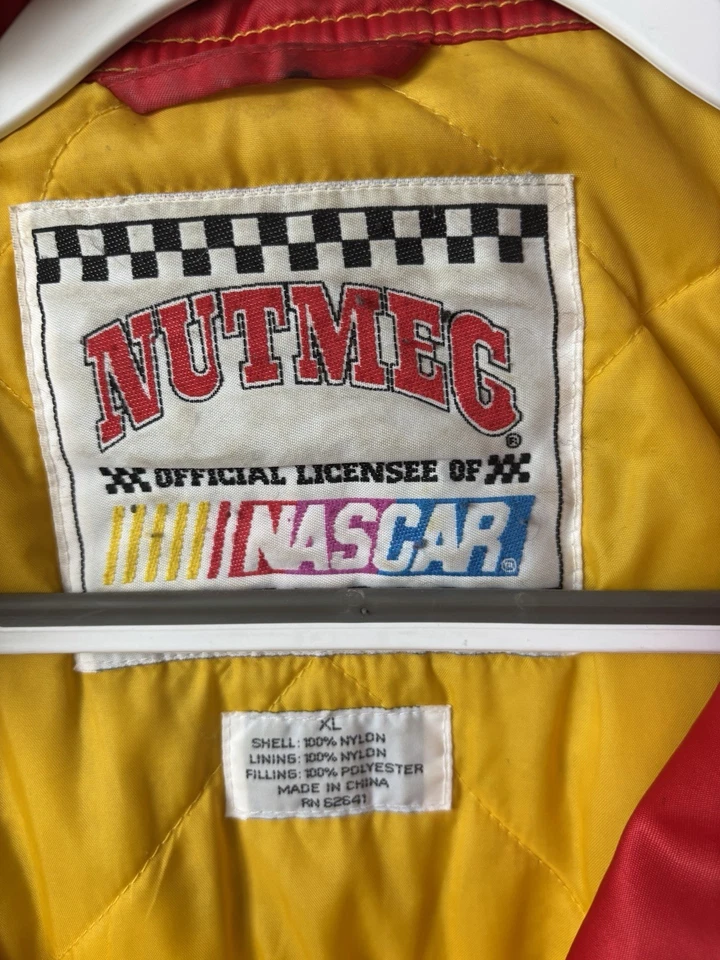 NUTMEG®
OFFICIAL LICENSEE OF
NASCAR®
XL
SHELL: 100% NYLON
LINING: 100% NYLON
FILLING: 100% POLYESTER
MADE IN CHINA
RN 62641